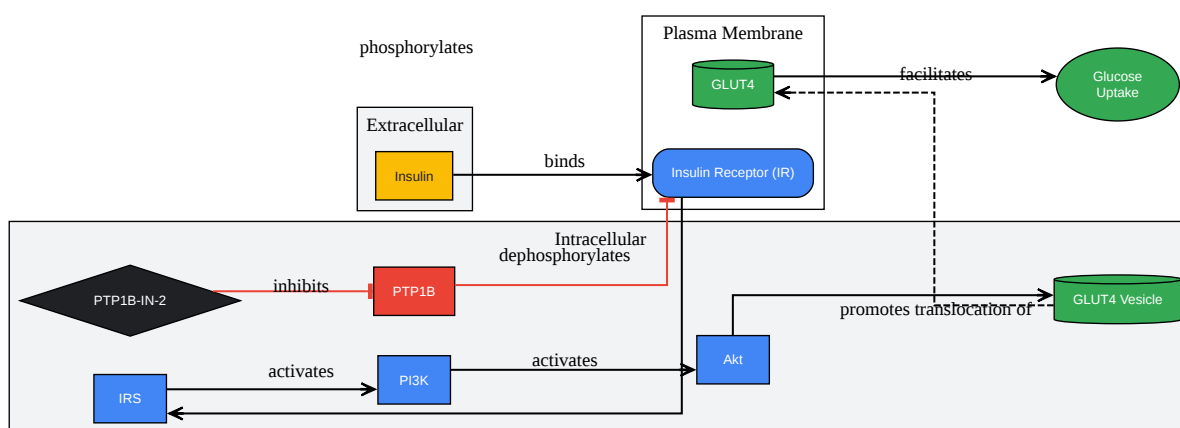 Plasma Membrane
phosphorylates
facilitates
GLUT4
Glucose
Uptake
Extracellular
binds
Insulin
Insulin Receptor (IR)
Intracellular
dephosphorylates
inhibits
PTP1B-IN-2
PTP1B
GLUT4 Vesicle
promotes translocation of
activates
activates
Akt
PI3K
IRS